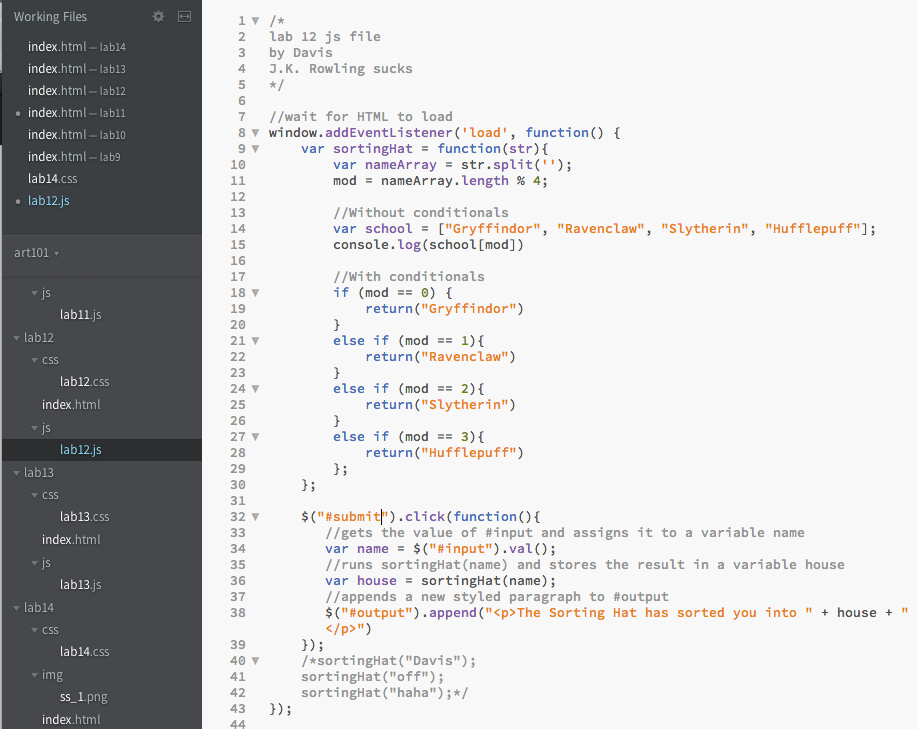 Working Files
index.html — lab14
index.html — lab13
index.html — lab12
index.html — lab11
index.html — lab10
index.html — lab9
lab14.css
lab12.js
art101
js
lab11.js
lab12
css
lab12.css
index.html
js
lab12.js
lab13
css
lab13.css
index.html
js
lab13.js
lab14
css
lab14.css
img
ss_1.png
index.html
1 /*
2 lab 12 js file
3 by Davis
4 J.K. Rowling sucks
5 */
6
7 //wait for HTML to load
8 window.addEventListener('load', function() {
9     var sortingHat = function(str){
10         var nameArray = str.split('');
11         mod = nameArray.length % 4;
12
13         //Without conditionals
14         var school = ["Gryffindor", "Ravenclaw", "Slytherin", "Hufflepuff"];
15         console.log(school[mod])
16
17         //With conditionals
18         if (mod == 0) {
19             return("Gryffindor")
20         }
21         else if (mod == 1){
22             return("Ravenclaw")
23         }
24         else if (mod == 2){
25             return("Slytherin")
26         }
27         else if (mod == 3){
28             return("Hufflepuff")
29         };
30     };
31
32     $("#submit").click(function(){
33        //gets the value of #input and assigns it to a variable name
34        var name = $("#input").val();
35        //runs sortingHat(name) and stores the result in a variable house
36        var house = sortingHat(name);
37        //appends a new styled paragraph to #output
38        $("#output").append("<p>The Sorting Hat has sorted you into " + house + "
</p>")
39     });
40     /*sortingHat("Davis");
41     sortingHat("off");
42     sortingHat("haha");*/
43 });
44